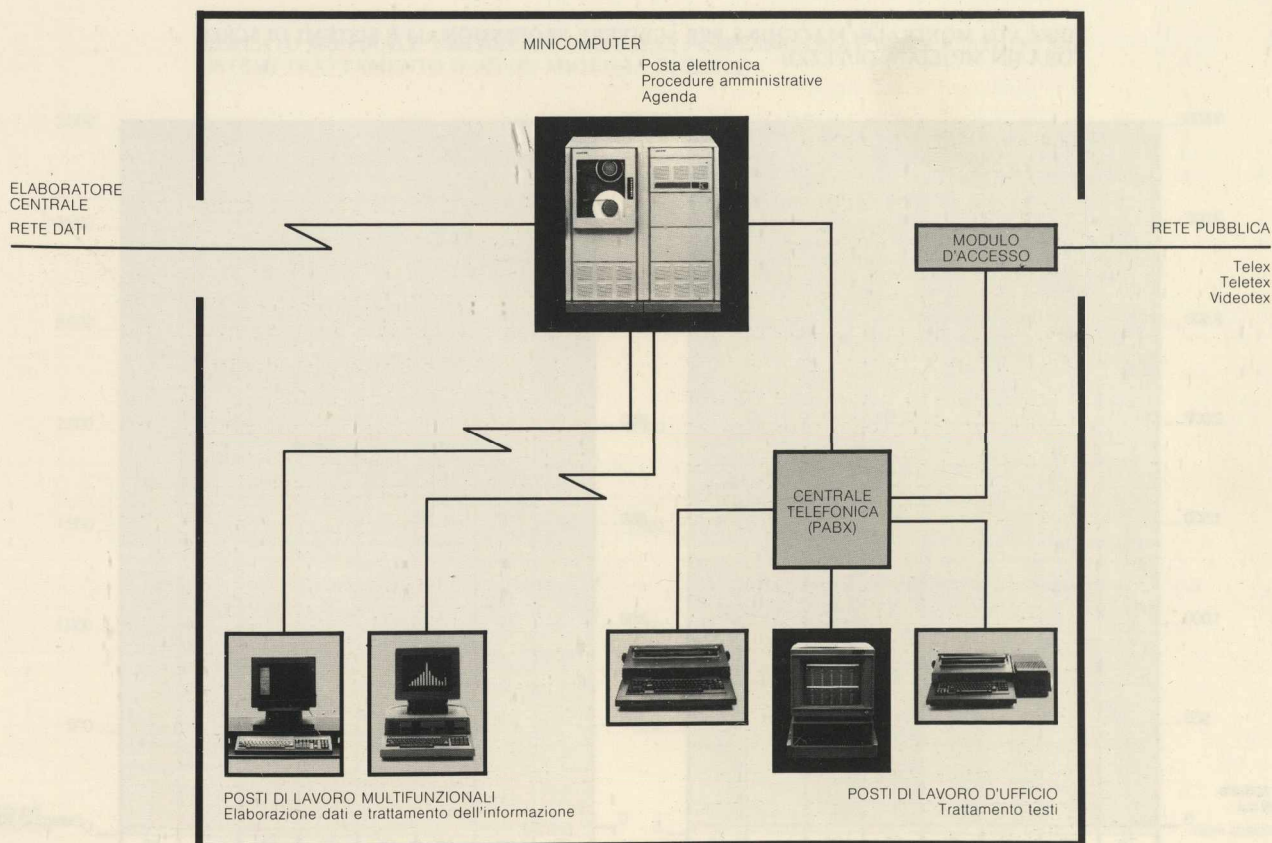 MINICOMPUTER
Posta elettronica
Procedure amministrative
Agenda
ELABORATORE
CENTRALE
RETE DATI
MODULO
D'ACCESSO
RETE PUBBLICA
Telex
Teletex
Videotex
CENTRALE
TELEFONICA
(PABX)
POSTI DI LAVORO MULTIFUNZIONALI
Elaborazione dati e trattamento dell'informazione
POSTI DI LAVORO D'UFFICIO
Trattamento testi